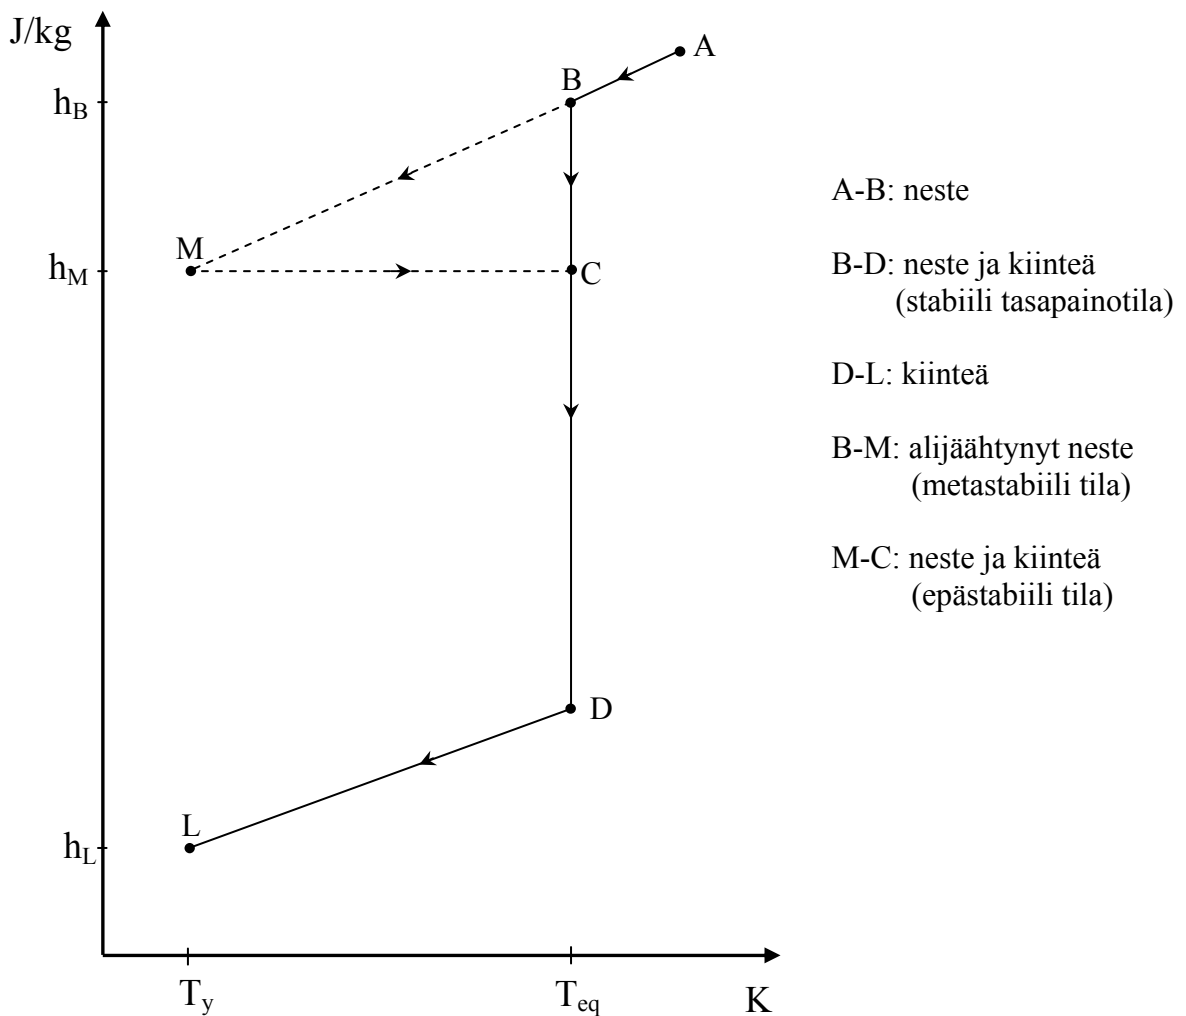 J/kg
A
B
h_B
M
h_M
C
D
L
h_L
T_y
T_eq
K
A-B: neste
B-D: neste ja kiinteä
(stabiili tasapainotila)
D-L: kiinteä
B-M: alijäähtynyt neste
(metastabiili tila)
M-C: neste ja kiinteä
(epästabiili tila)